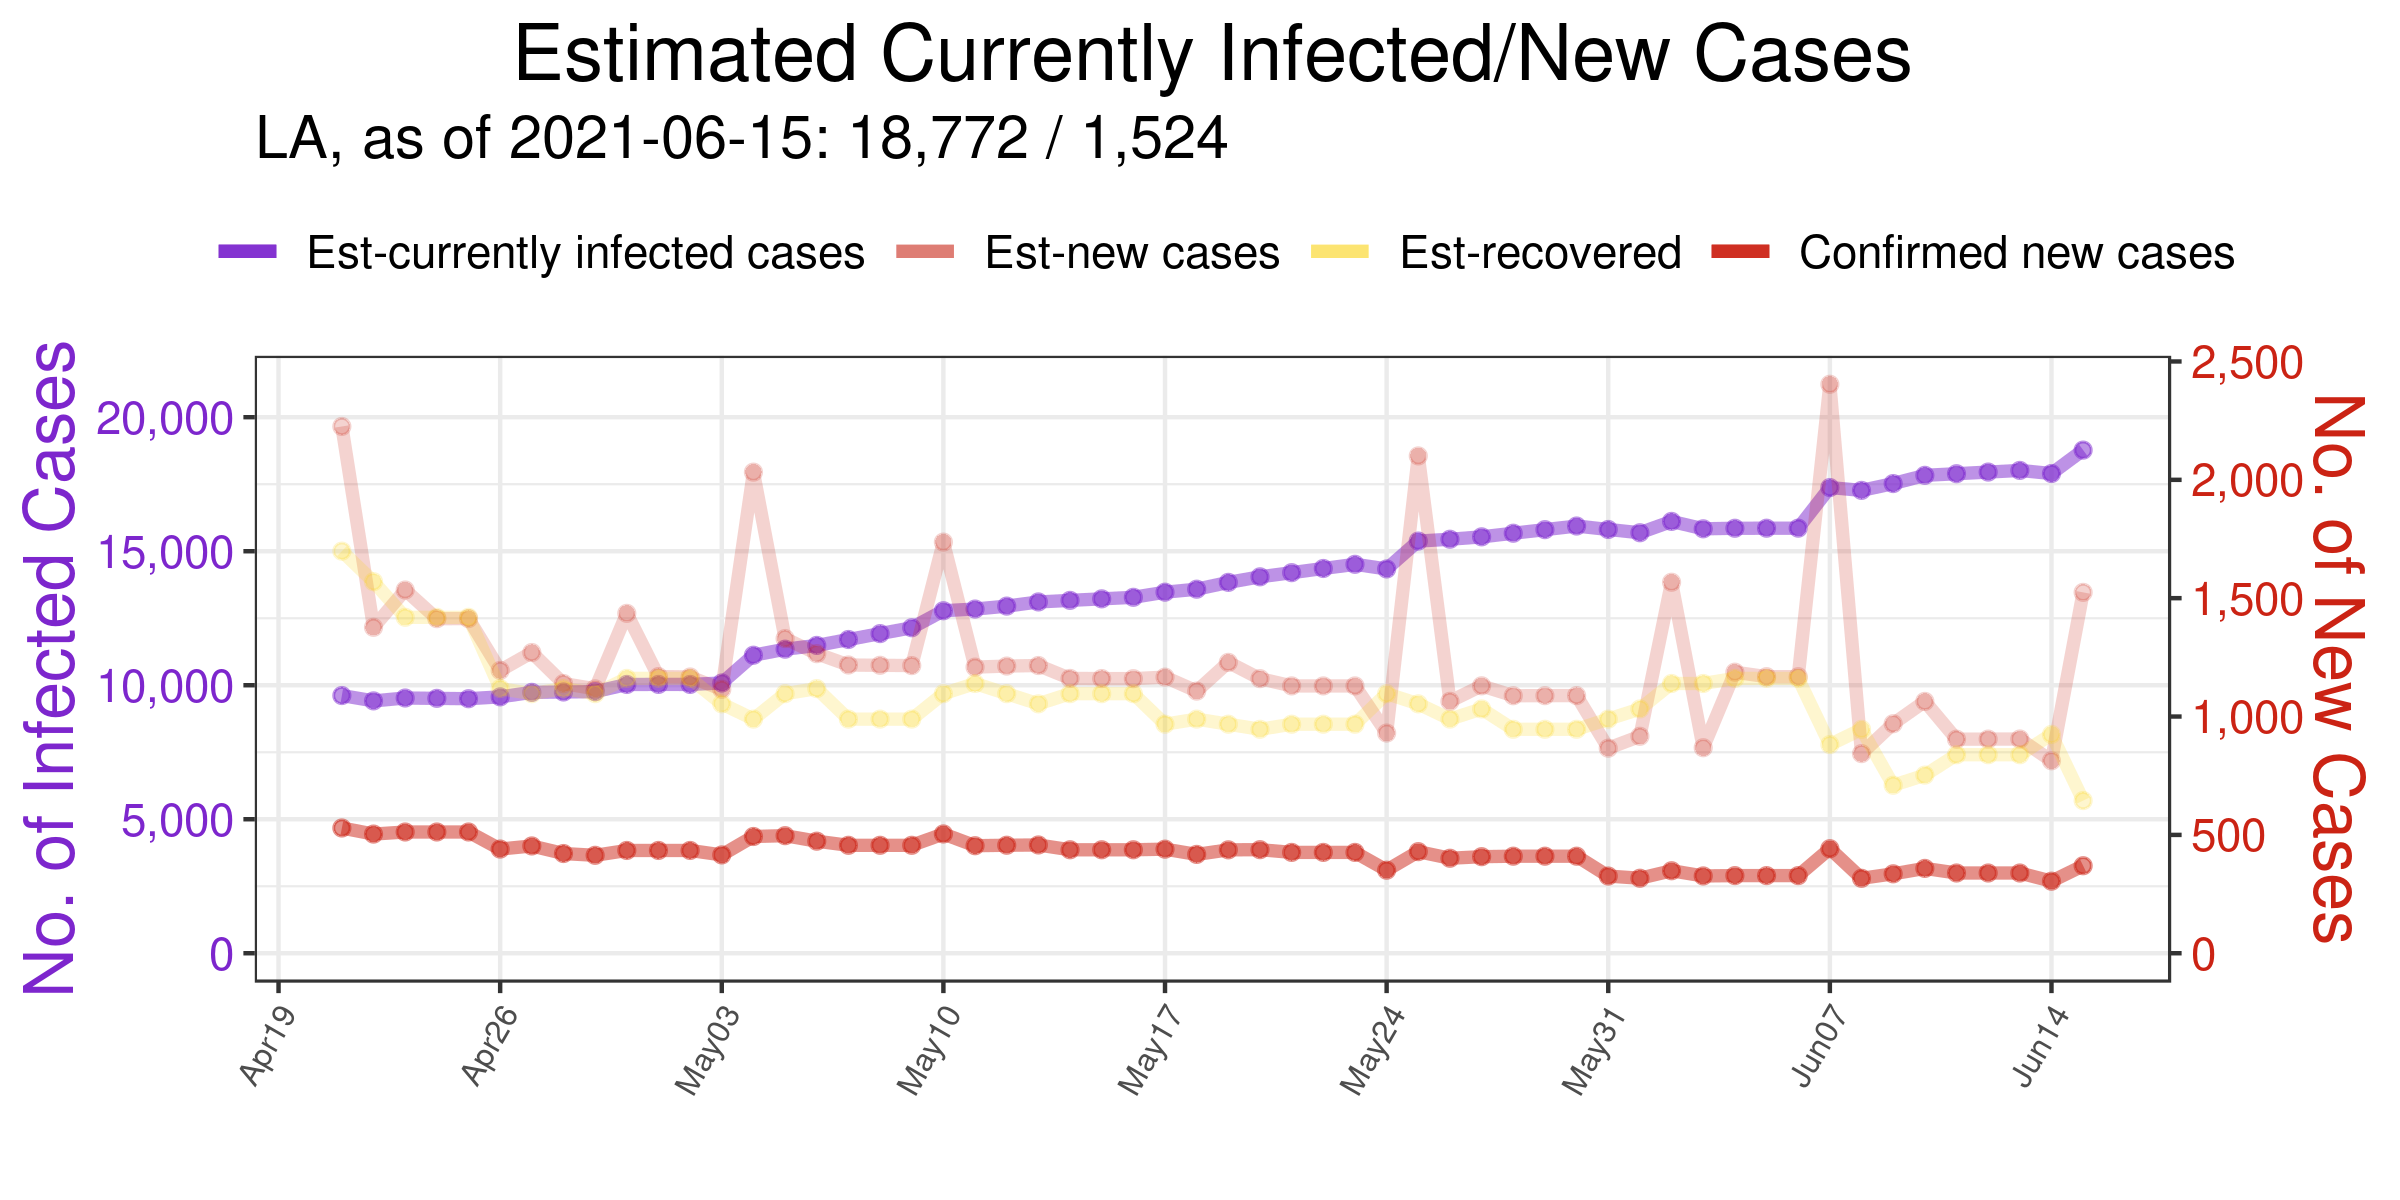 Estimated Currently Infected/New Cases
LA, as of 2021-06-15: 18,772 / 1,524
Est-currently infected cases Est-new cases Est-recovered Confirmed new cases
No. of Infected Cases
20,000
15,000
10,000
5,000
0
2,500
2,000
1,500
1,000
500
0
No. of New Cases
Apr19 Apr26 May03 May10 May17 May24 May31 Jun07 Jun14